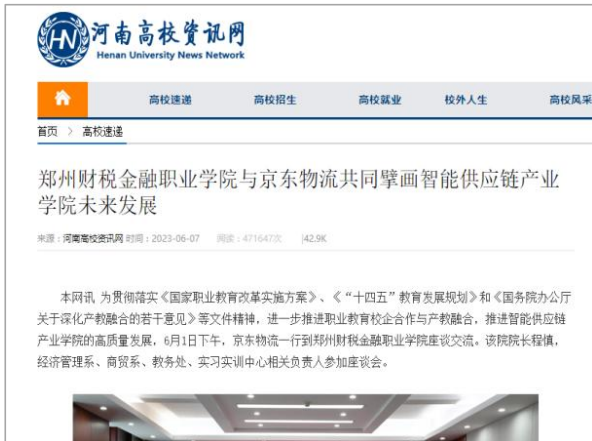 HN
河南高校资讯网
Henan University News Network
高校速递 高校招生 高校就业 校外人生 高校风采
首页 > 高校速递
郑州财税金融职业学院与京东物流共同擘画智能供应链产业
学院未来发展
来源：河南高校资讯网 时间：2023-06-07 阅读：471647次 |42.9K
本网讯 为贯彻落实《国家职业教育改革实施方案》、《“十四五”教育发展规划》和《国务院办公厅
关于深化产教融合的若干意见》等文件精神，进一步推进职业教育校企合作与产教融合，推进智能供应链
产业学院的高质量发展，6月1日下午，京东物流一行到郑州财税金融职业学院座谈交流。该院院长程慎，
经济管理系、商贸系、教务处、实习实训中心相关负责人参加座谈会。